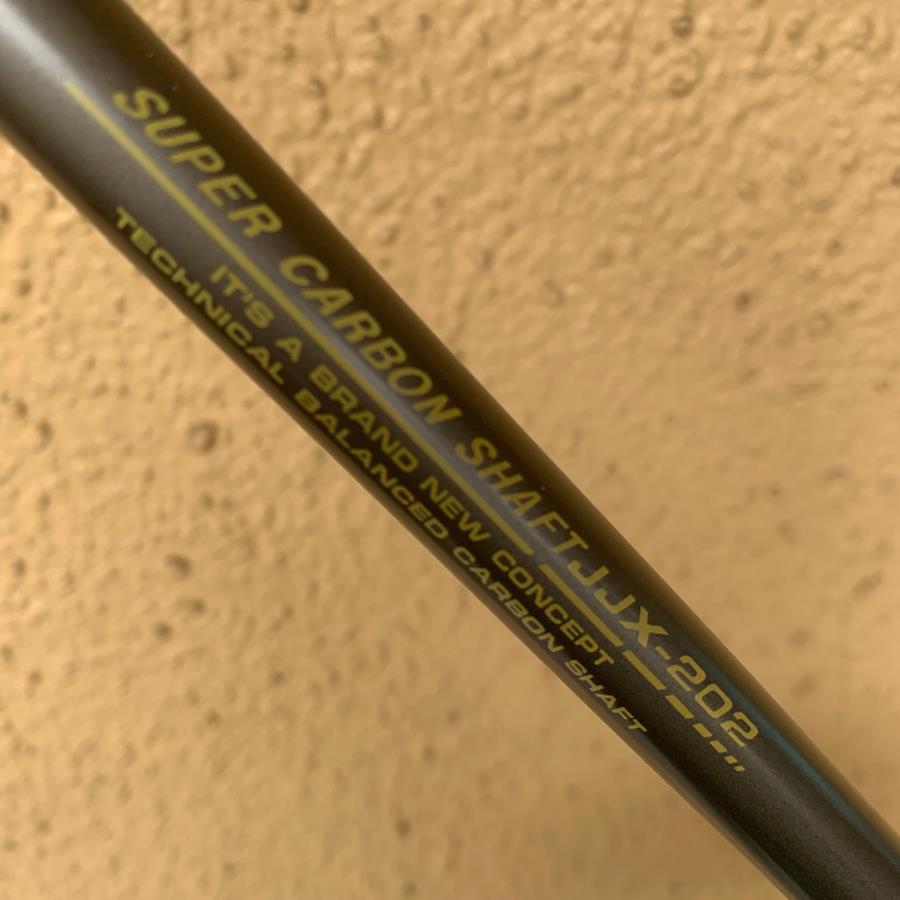 SUPER CARBON SHAFT JJX-202
IT'S A BRAND NEW CONCEPT
TECHNICAL BALANCED CARBON SHAFT